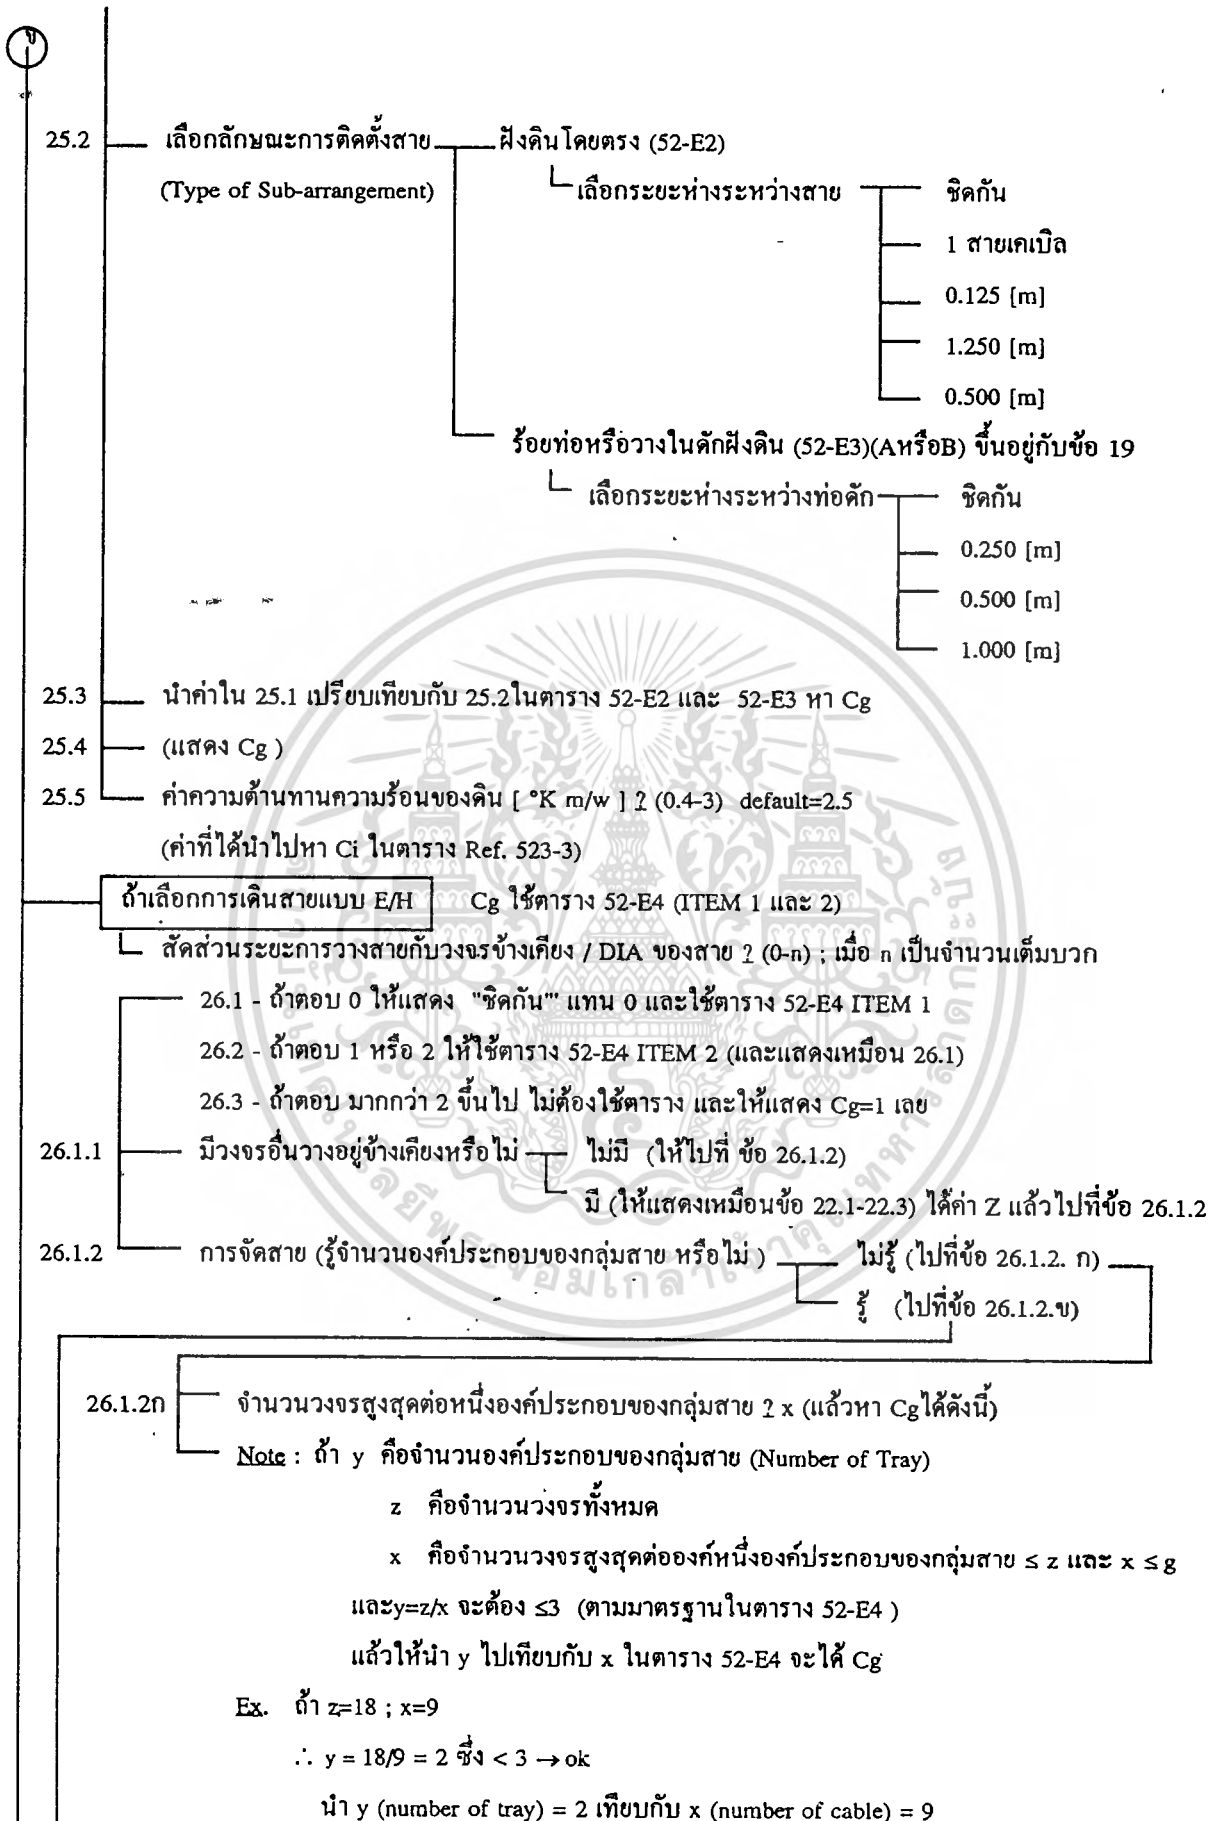 ข
25.2 เลือกลักษณะการติดตั้งสาย ฝังดินโดยตรง (52-E2)
(Type of Sub-arrangement) เลือกระยะห่างระหว่างสาย ชิดกัน
1 สายเคเบิล
0.125 [m]
1.250 [m]
0.500 [m]
ร้อยท่อหรือวางในดักฝังดิน (52-E3)(AหรือB) ขึ้นอยู่กับข้อ 19
เลือกระยะห่างระหว่างท่อดัก ชิดกัน
0.250 [m]
0.500 [m]
1.000 [m]
25.3 นำค่าใน 25.1 เปรียบเทียบกับ 25.2ในตาราง 52-E2 และ 52-E3 หา Cg
25.4 (แสดง Cg )
25.5 ค่าความต้านทานความร้อนของดิน [ °K m/w ] ? (0.4-3) default=2.5
(ค่าที่ได้นำไปหา Ci ในตาราง Ref. 523-3)
ถ้าเลือกการเดินสายแบบ E/H Cg ใช้ตาราง 52-E4 (ITEM 1 และ 2)
สัดส่วนระยะการวางสายกับวงจรข้างเคียง / DIA ของสาย ? (0-n) ; เมื่อ n เป็นจำนวนเต็มบวก
26.1 - ถ้าตอบ 0 ให้แสดง "ชิดกัน'" แทน 0 และใช้ตาราง 52-E4 ITEM 1
26.2 - ถ้าตอบ 1 หรือ 2 ให้ใช้ตาราง 52-E4 ITEM 2 (และแสดงเหมือน 26.1)
26.3 - ถ้าตอบ มากกว่า 2 ขึ้นไป ไม่ต้องใช้ตาราง และให้แสดง Cg=1 เลย
26.1.1 มีวงจรอื่นวางอยู่ข้างเคียงหรือไม่ ไม่มี (ให้ไปที่ ข้อ 26.1.2)
มี (ให้แสดงเหมือนข้อ 22.1-22.3) ได้ค่า Z แล้วไปที่ข้อ 26.1.2
26.1.2 การจัดสาย (รู้จำนวนองค์ประกอบของกลุ่มสาย หรือไม่ ) ไม่รู้ (ไปที่ข้อ 26.1.2. ก)
รู้ (ไปที่ข้อ 26.1.2.ข)
26.1.2ก จำนวนวงจรสูงสุดต่อหนึ่งองค์ประกอบของกลุ่มสาย ? x (แล้วหา Cgได้ดังนี้)
Note : ถ้า y คือจำนวนองค์ประกอบของกลุ่มสาย (Number of Tray)
z คือจำนวนวงจรทั้งหมด
x คือจำนวนวงจรสูงสุดต่อองค์หนึ่งองค์ประกอบของกลุ่มสาย ≤ z และ x ≤ g
และy=z/x จะต้อง ≤3 (ตามมาตรฐานในตาราง 52-E4 )
แล้วให้นำ y ไปเทียบกับ x ในตาราง 52-E4 จะได้ Cg
Ex. ถ้า z=18 ; x=9
∴ y = 18/9 = 2 ซึ่ง < 3 → ok
นำ y (number of tray) = 2 เทียบกับ x (number of cable) = 9